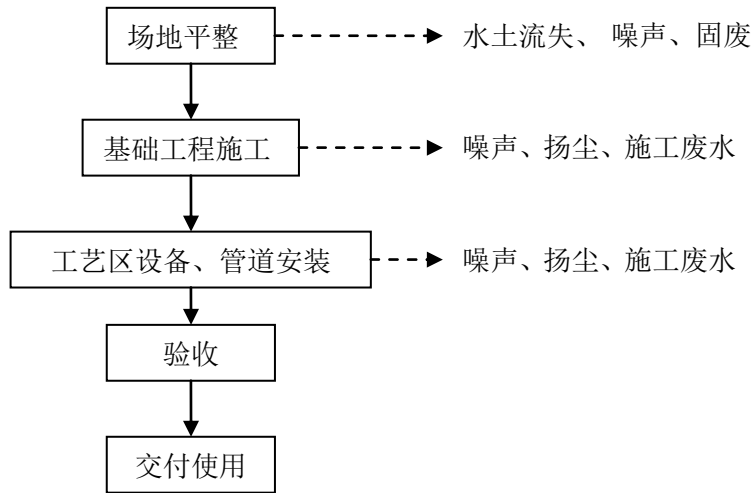 场地平整
水土流失、 噪声、固废
基础工程施工
噪声、扬尘、施工废水
工艺区设备、管道安装
噪声、扬尘、施工废水
验收
交付使用